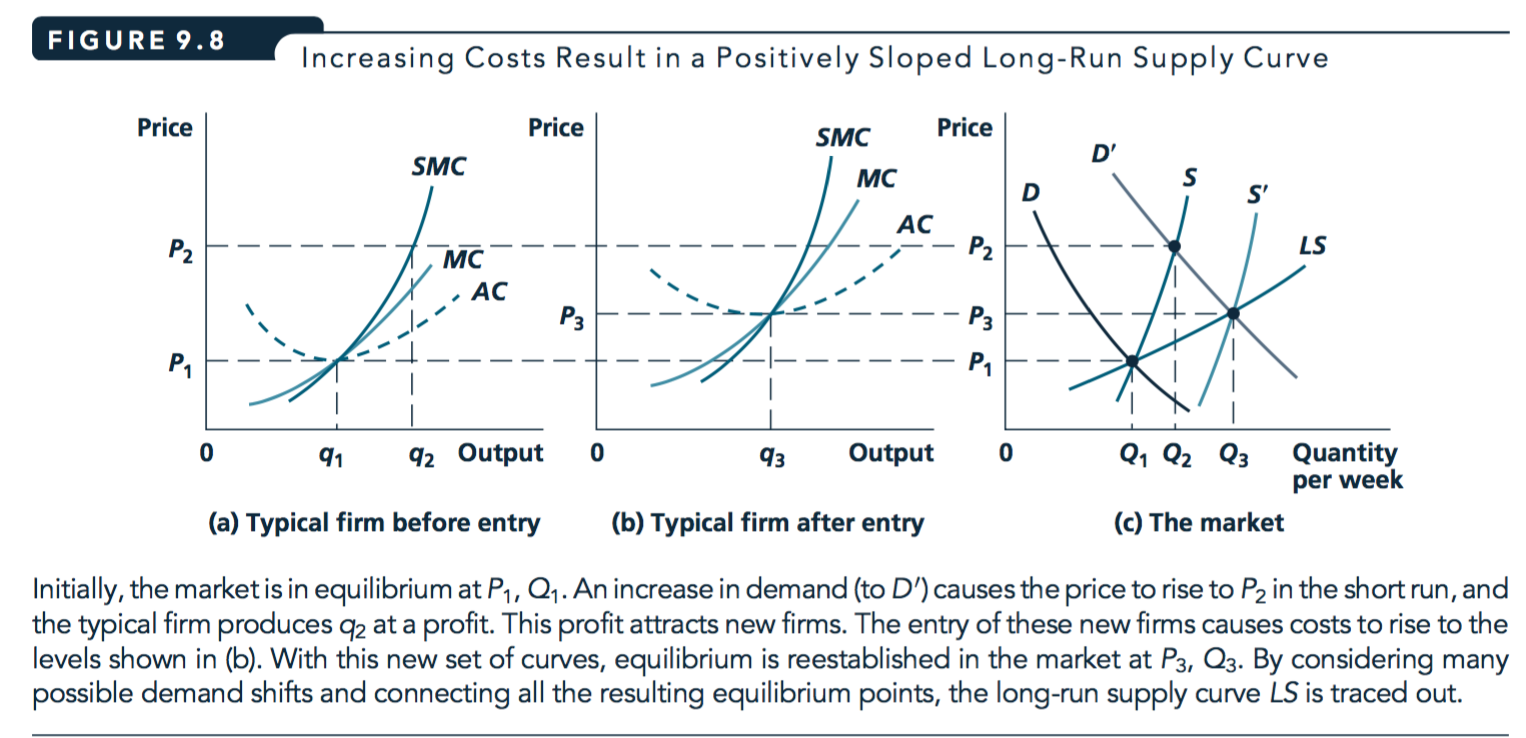 FIGURE 9.8
Increasing Costs Result in a Positively Sloped Long-Run Supply Curve
Price
SMC
P₂
MC
AC
P₁
0
q₁
q₂
Output
(a) Typical firm before entry
Price
SMC
MC
AC
P₃
0
q₃
Output
(b) Typical firm after entry
Price
D'
D
S
S'
LS
P₂
P₃
P₁
0
Q₁
Q₂
Q₃
Quantity
per week
(c) The market
Initially, the market is in equilibrium at P₁, Q₁. An increase in demand (to D′) causes the price to rise to P₂ in the short run, and
the typical firm produces q₂ at a profit. This profit attracts new firms. The entry of these new firms causes costs to rise to the
levels shown in (b). With this new set of curves, equilibrium is reestablished in the market at P₃, Q₃. By considering many
possible demand shifts and connecting all the resulting equilibrium points, the long-run supply curve LS is traced out.